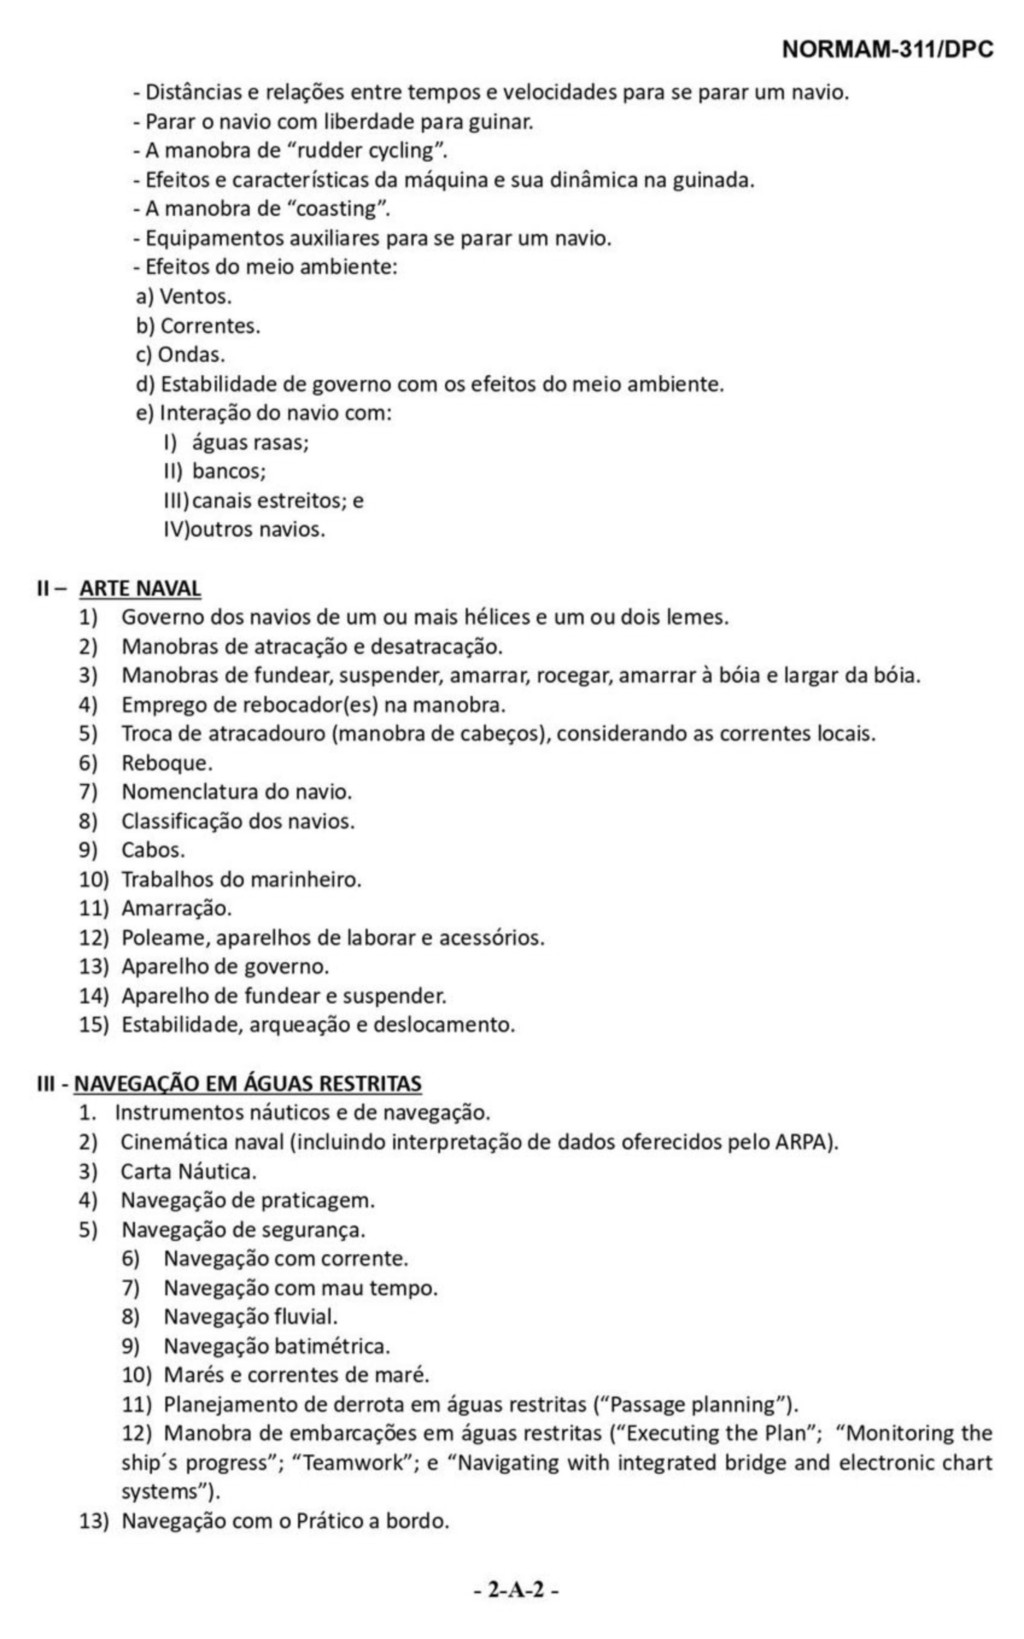 NORMAM-311/DPC
- Distâncias e relações entre tempos e velocidades para se parar um navio.
- Parar o navio com liberdade para guinar.
- A manobra de “rudder cycling”.
- Efeitos e características da máquina e sua dinâmica na guinada.
- A manobra de “coasting”.
- Equipamentos auxiliares para se parar um navio.
- Efeitos do meio ambiente:
a) Ventos.
b) Correntes.
c) Ondas.
d) Estabilidade de governo com os efeitos do meio ambiente.
e) Interação do navio com:
I) águas rasas;
II) bancos;
III)canais estreitos; e
IV)outros navios.
II – ARTE NAVAL
1) Governo dos navios de um ou mais hélices e um ou dois lemes.
2) Manobras de atracação e desatracação.
3) Manobras de fundear, suspender, amarrar, rocegar, amarrar à bóia e largar da bóia.
4) Emprego de rebocador(es) na manobra.
5) Troca de atracadouro (manobra de cabeços), considerando as correntes locais.
6) Reboque.
7) Nomenclatura do navio.
8) Classificação dos navios.
9) Cabos.
10) Trabalhos do marinheiro.
11) Amarração.
12) Poleame, aparelhos de laborar e acessórios.
13) Aparelho de governo.
14) Aparelho de fundear e suspender.
15) Estabilidade, arqueação e deslocamento.
III - NAVEGAÇÃO EM ÁGUAS RESTRITAS
1. Instrumentos náuticos e de navegação.
2) Cinemática naval (incluindo interpretação de dados oferecidos pelo ARPA).
3) Carta Náutica.
4) Navegação de praticagem.
5) Navegação de segurança.
6) Navegação com corrente.
7) Navegação com mau tempo.
8) Navegação fluvial.
9) Navegação batimétrica.
10) Marés e correntes de maré.
11) Planejamento de derrota em águas restritas (“Passage planning”).
12) Manobra de embarcações em águas restritas (“Executing the Plan”; “Monitoring the
ship´s progress”; “Teamwork”; e “Navigating with integrated bridge and electronic chart
systems”).
13) Navegação com o Prático a bordo.
- 2-A-2 -